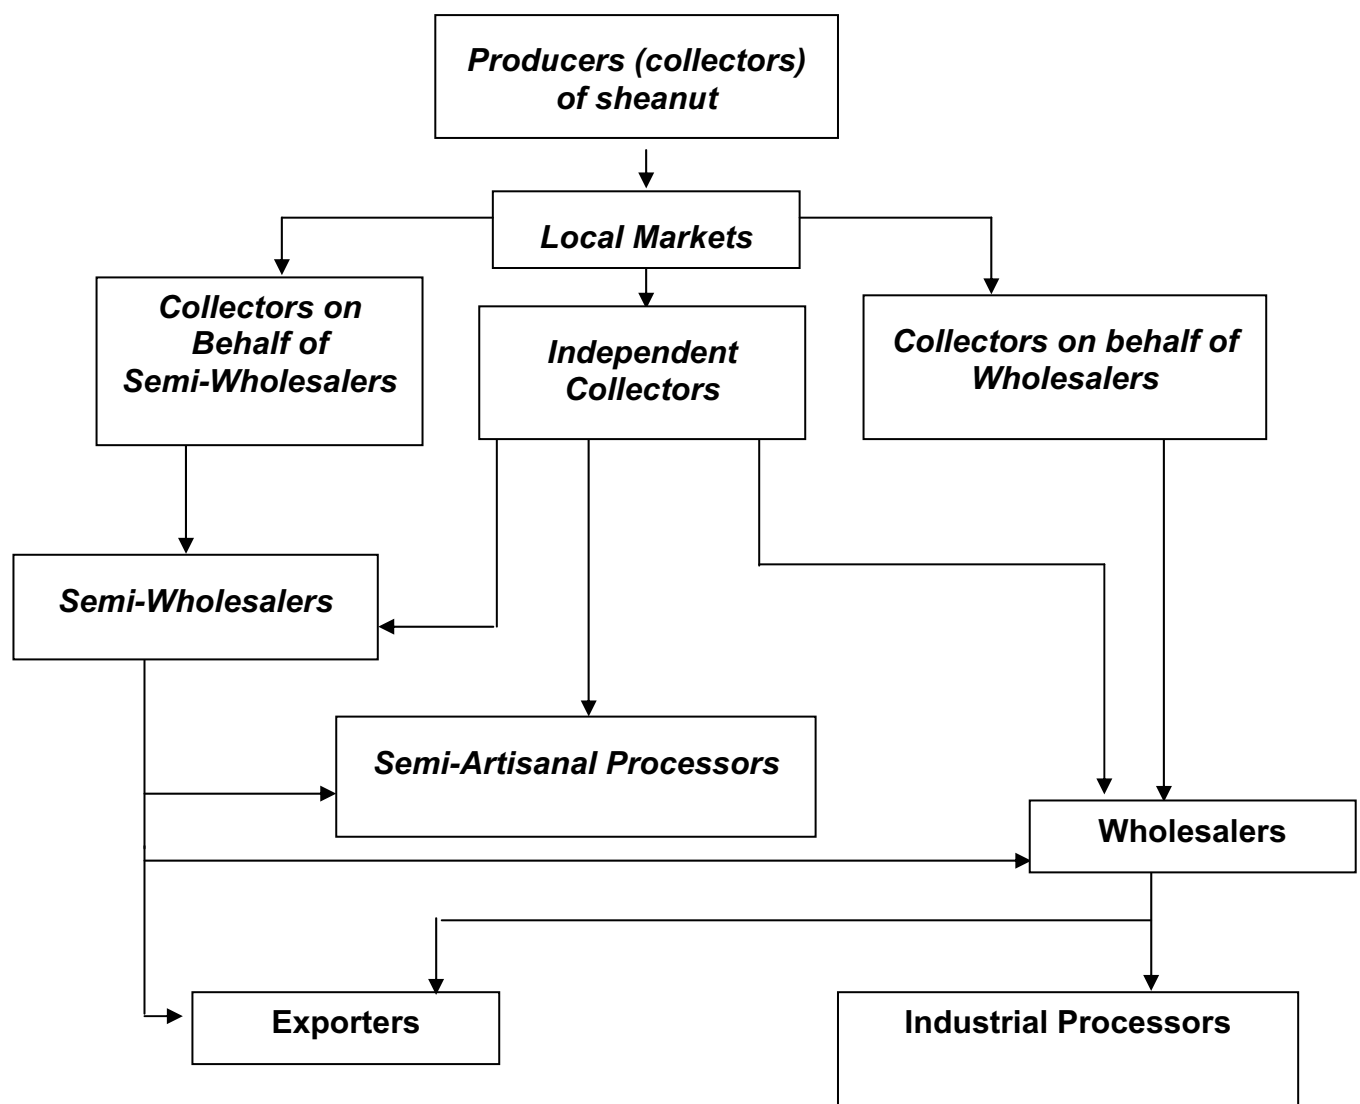 Producers (collectors)
of sheanut
Local Markets
Collectors on
Behalf of
Semi-Wholesalers
Independent
Collectors
Collectors on behalf of
Wholesalers
Semi-Wholesalers
Semi-Artisanal Processors
Wholesalers
Exporters
Industrial Processors